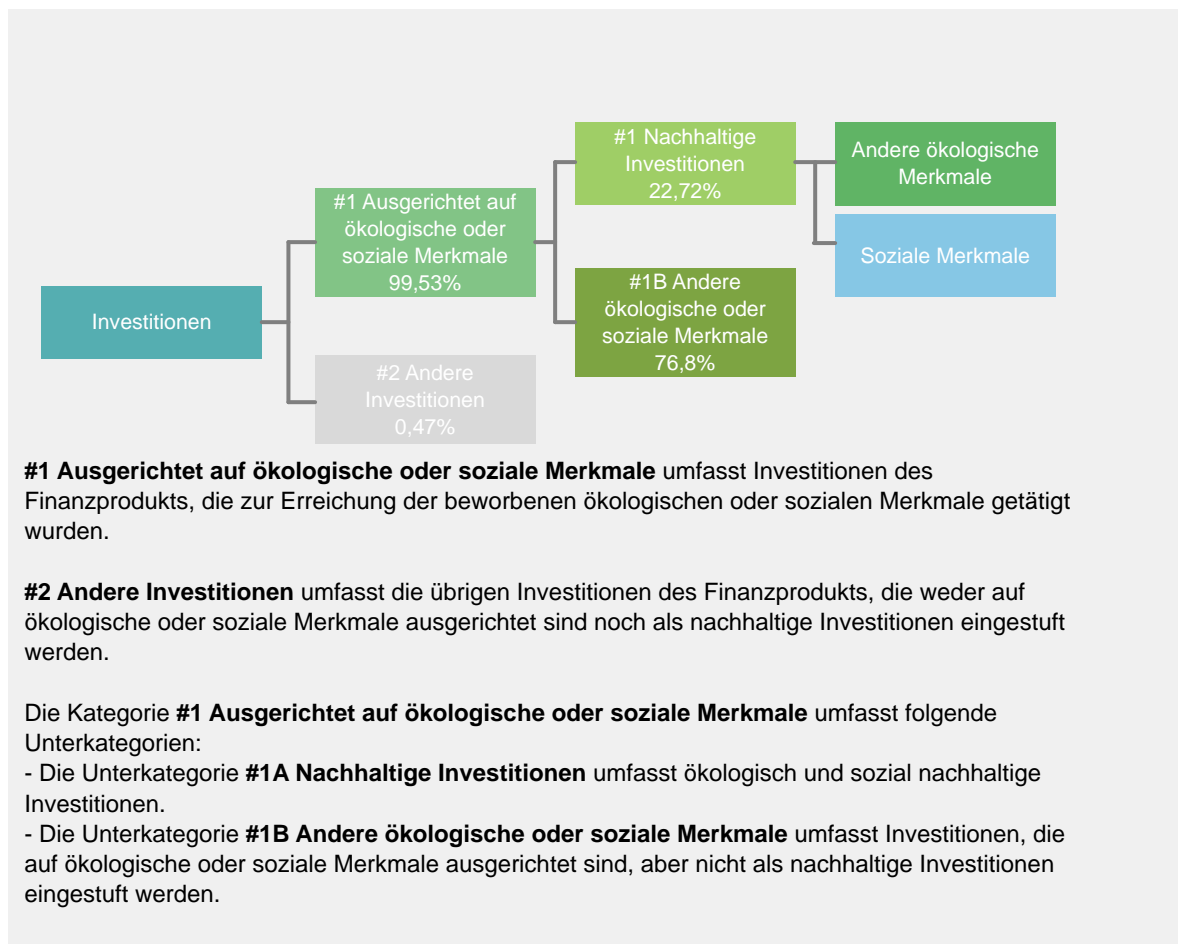 #1 Nachhaltige
Investitionen
22,72%
Andere ökologische
Merkmale
#1 Ausgerichtet auf
ökologische oder
soziale Merkmale
99,53%
Soziale Merkmale
Investitionen
#1B Andere
ökologische oder
soziale Merkmale
76,8%
#2 Andere
Investitionen
0,47%
#1 Ausgerichtet auf ökologische oder soziale Merkmale umfasst Investitionen des
Finanzprodukts, die zur Erreichung der beworbenen ökologischen oder sozialen Merkmale getätigt
wurden.
#2 Andere Investitionen umfasst die übrigen Investitionen des Finanzprodukts, die weder auf
ökologische oder soziale Merkmale ausgerichtet sind noch als nachhaltige Investitionen eingestuft
werden.
Die Kategorie #1 Ausgerichtet auf ökologische oder soziale Merkmale umfasst folgende
Unterkategorien:
- Die Unterkategorie #1A Nachhaltige Investitionen umfasst ökologisch und sozial nachhaltige
Investitionen.
- Die Unterkategorie #1B Andere ökologische oder soziale Merkmale umfasst Investitionen, die
auf ökologische oder soziale Merkmale ausgerichtet sind, aber nicht als nachhaltige Investitionen
eingestuft werden.